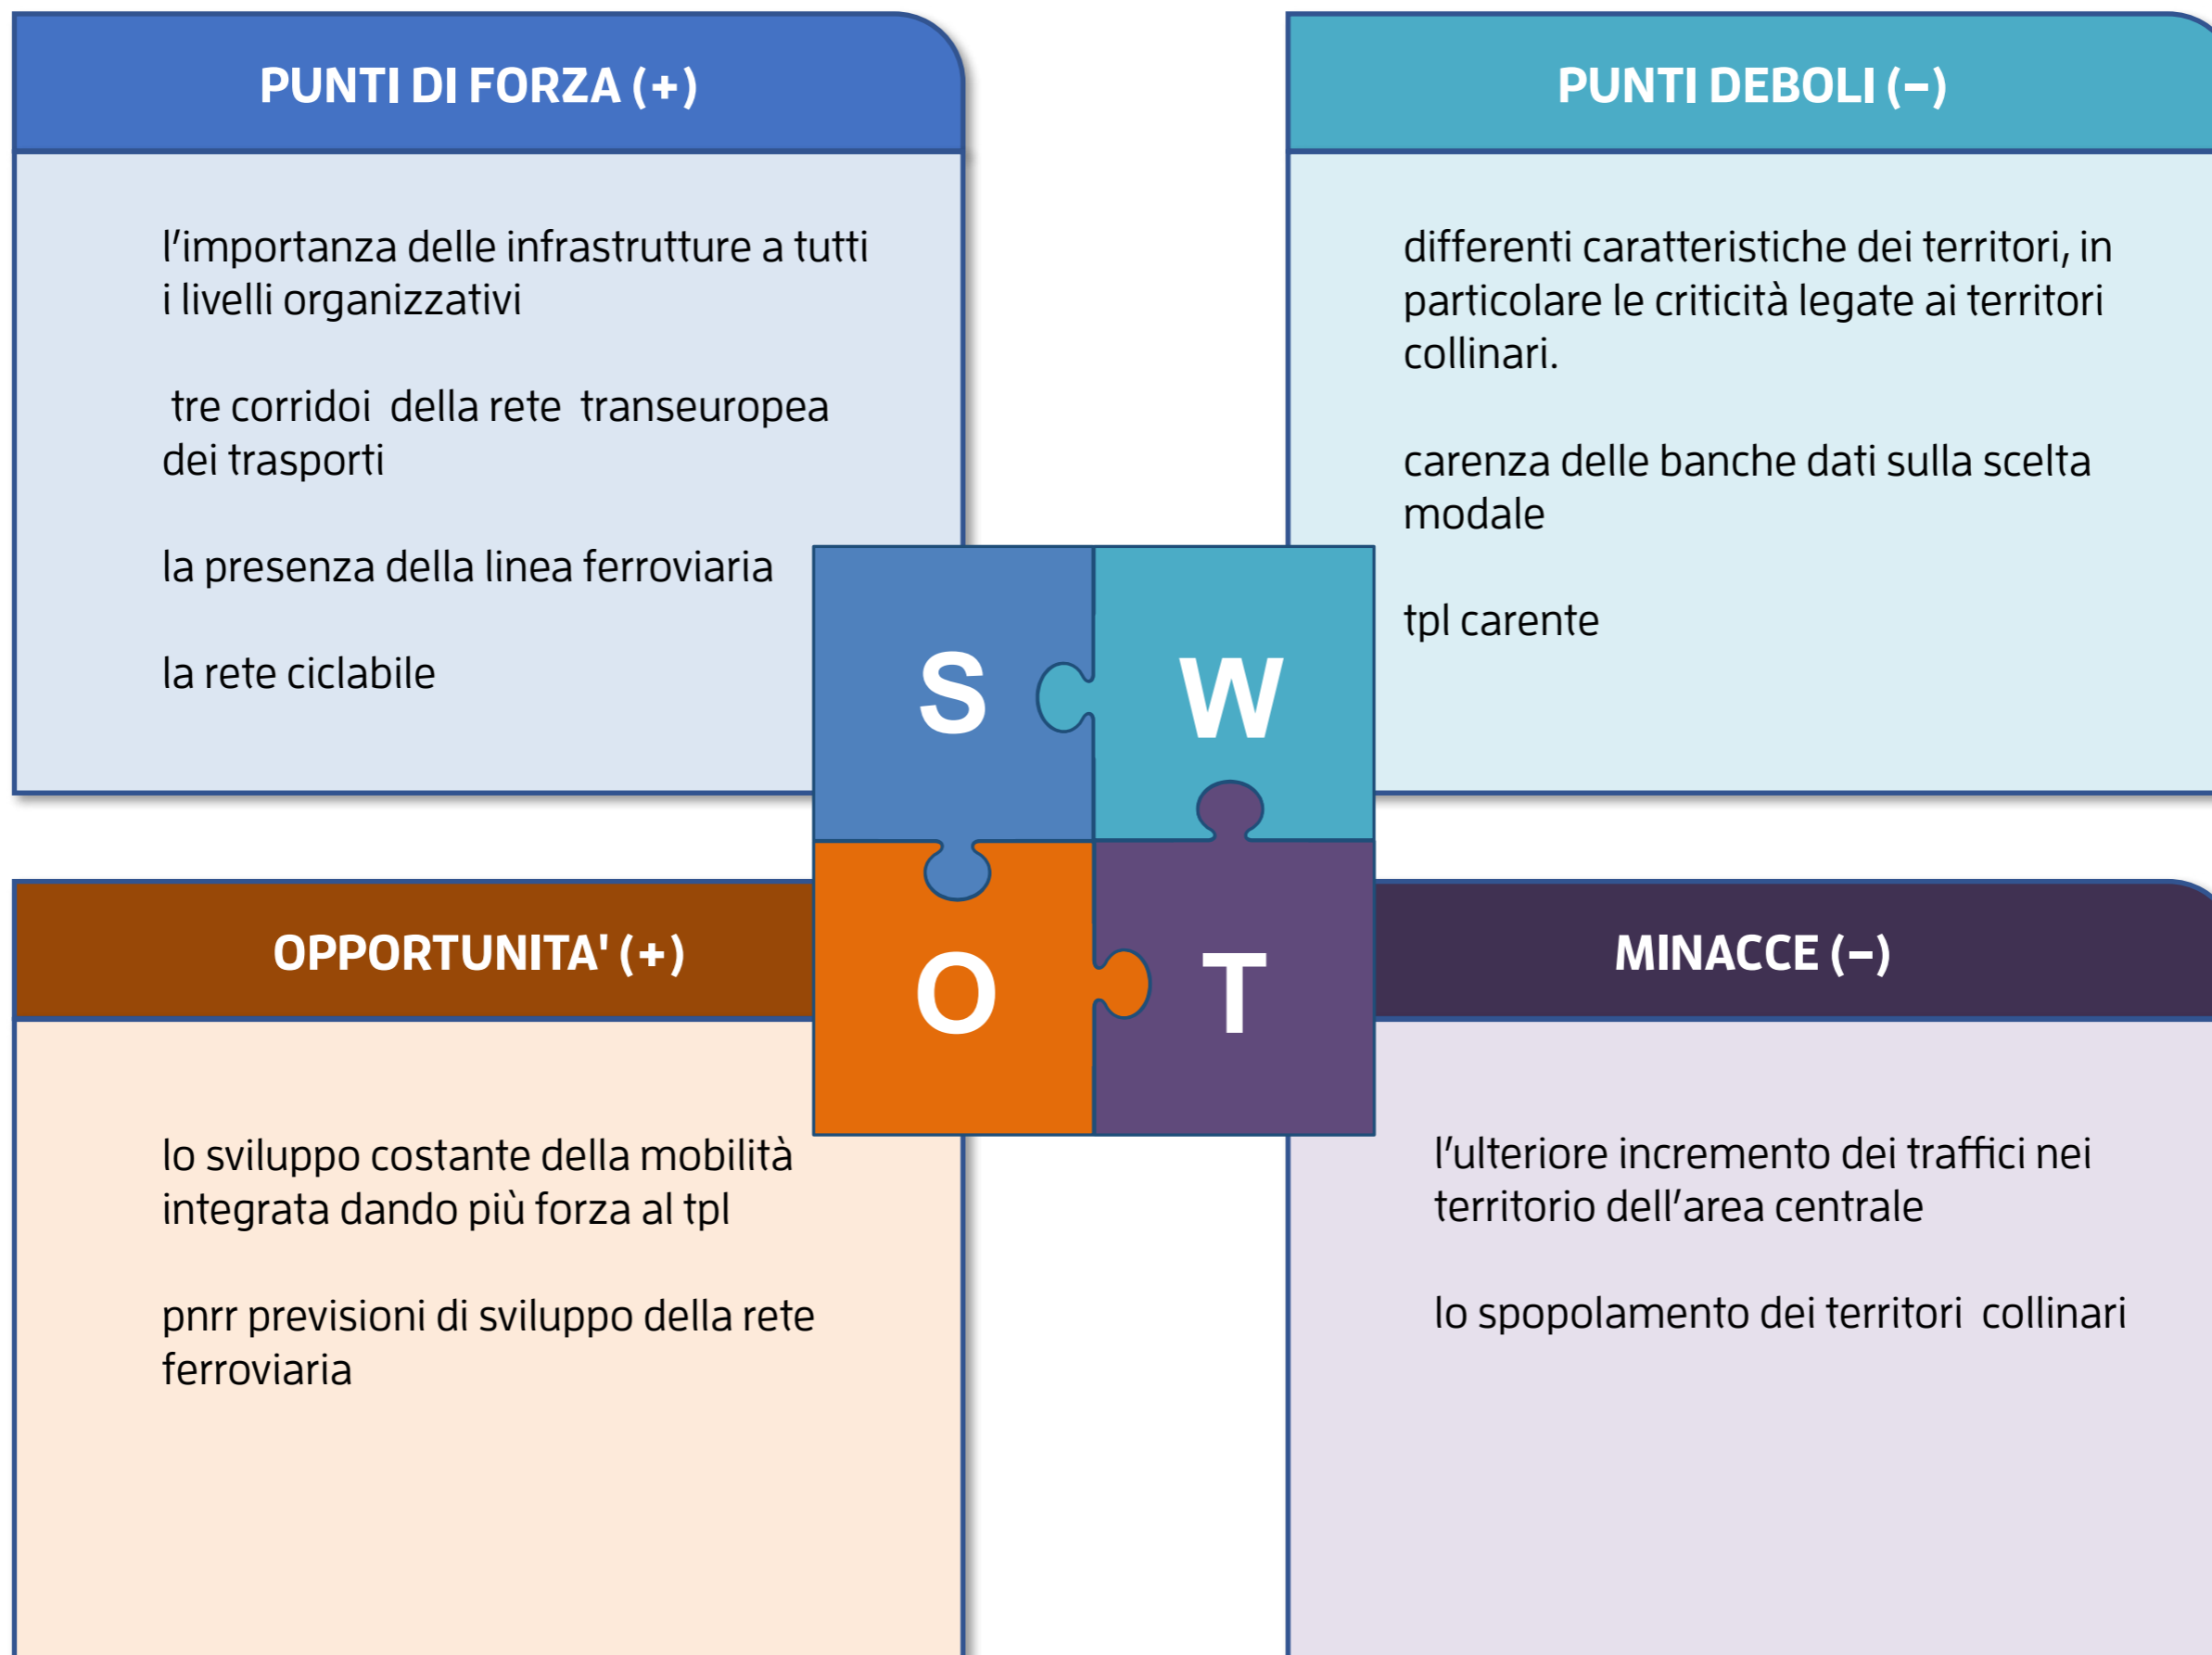 PUNTI DI FORZA (+)
l'importanza delle infrastrutture a tutti
i livelli organizzativi
tre corridoi della rete transeuropea
dei trasporti
la presenza della linea ferroviaria
la rete ciclabile
PUNTI DEBOLI (–)
differenti caratteristiche dei territori, in
particolare le criticità legate ai territori
collinari.
carenza delle banche dati sulla scelta
modale
tpl carente
S W
O T
OPPORTUNITA' (+)
lo sviluppo costante della mobilità
integrata dando più forza al tpl
pnrr previsioni di sviluppo della rete
ferroviaria
MINACCE (–)
l'ulteriore incremento dei traffici nei
territorio dell'area centrale
lo spopolamento dei territori collinari